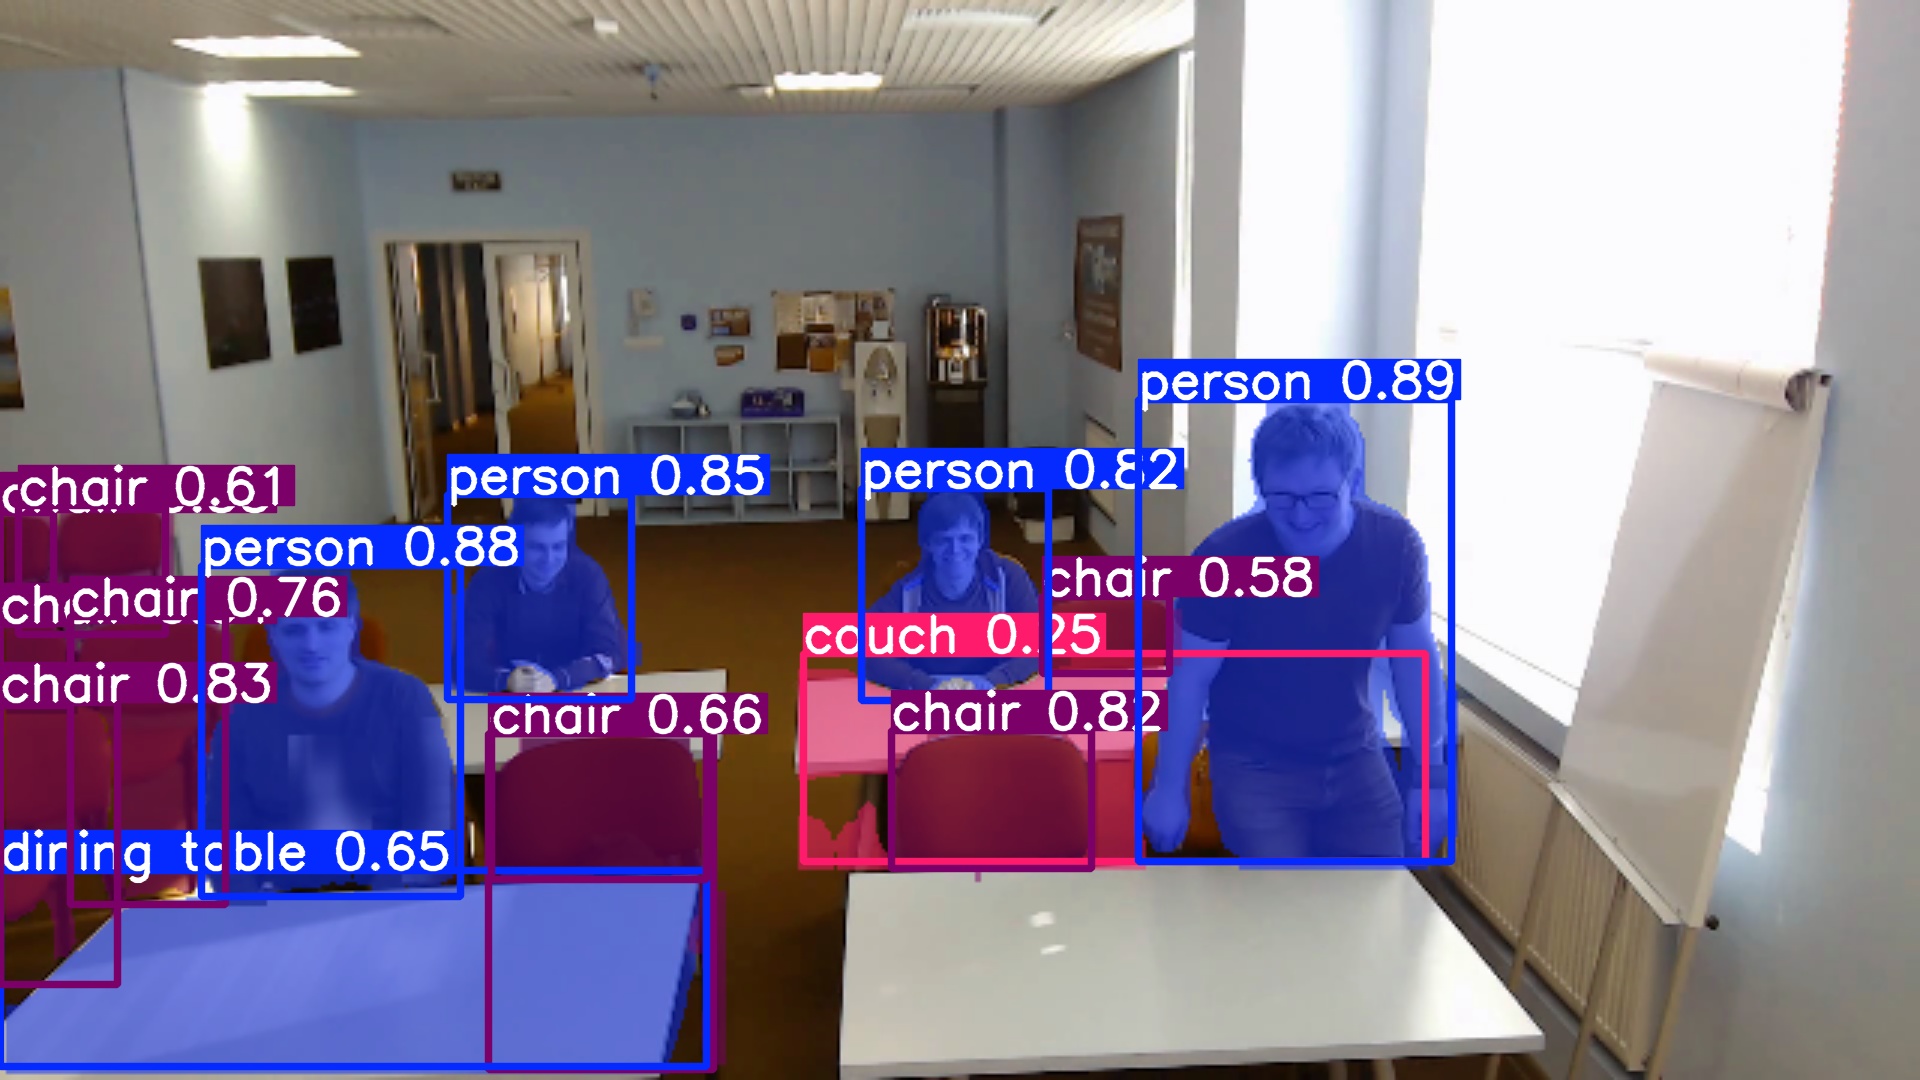 person 0.89
person 0.85
person 0.82
chair 0.61
person 0.88
chair 0.58
chair 0.76
couch 0.25
chair 0.83
chair 0.66
chair 0.82
dining table 0.65